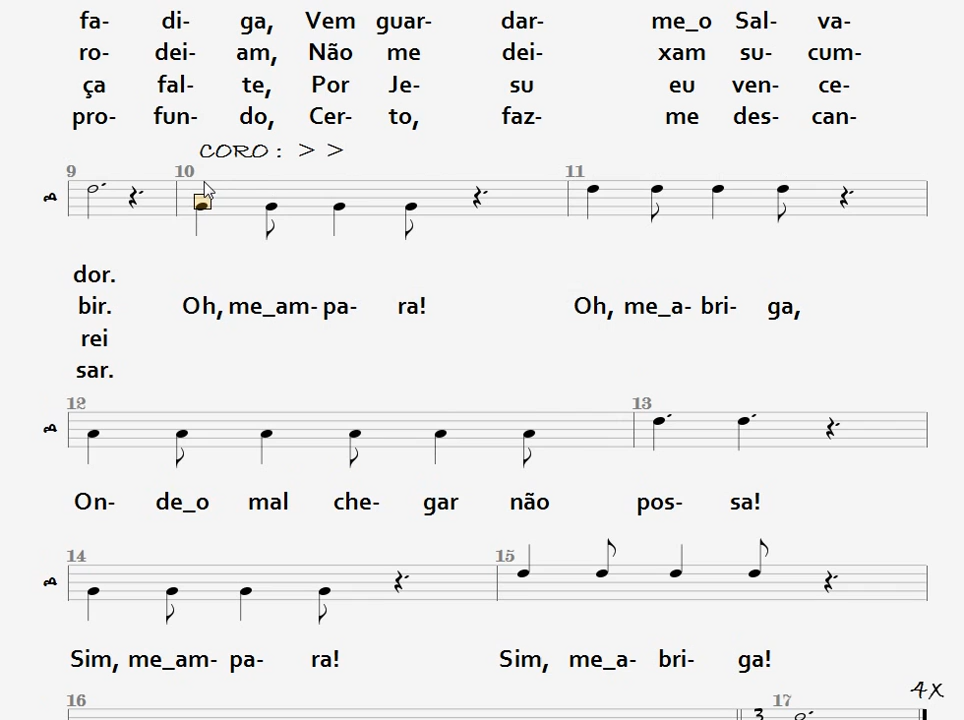 fa- di- ga, Vem guar- dar- me_o Sal- va-
ro- dei- am, Não me dei- xam su- cum-
ça fal- te, Por Je- su eu ven- ce-
pro- fun- do, Cer- to, faz- me des- can-
CORO : > >
9 10 11
A
dor.
bir. Oh, me_am- pa- ra! Oh, me_a- bri- ga,
rei
sar.
12 13
A
On- de_o mal che- gar não pos- sa!
14 15
A
Sim, me_am- pa- ra! Sim, me_a- bri- ga!
4X
16 17
3